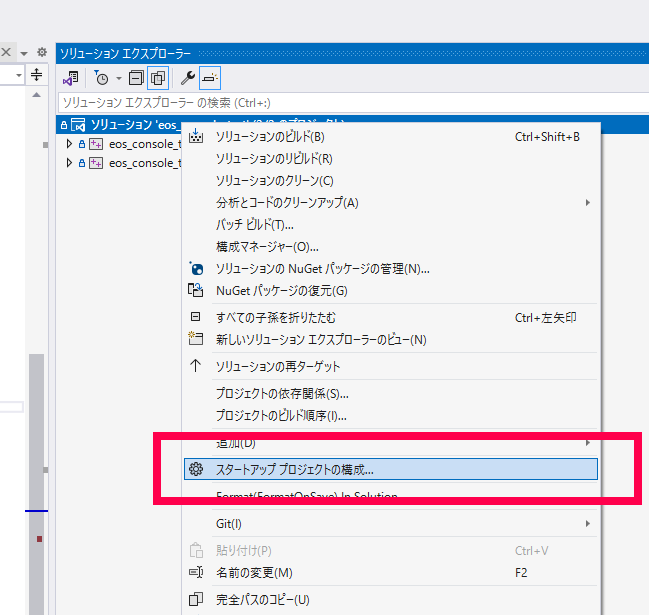 ソリューション エクスプローラー
ソリューション エクスプローラー の検索 (Ctrl+:)
ソリューション 'eos_
eos_console_t
eos_console_t
ソリューションのビルド(B) Ctrl+Shift+B
ソリューションのリビルド(R)
ソリューションのクリーン(C)
分析とコードのクリーンアップ(A)
バッチ ビルド(T)...
構成マネージャー(O)...
ソリューションの NuGet パッケージの管理(N)...
NuGet パッケージの復元(G)
すべての子孫を折りたたむ Ctrl+左矢印
新しいソリューション エクスプローラーのビュー(N)
ソリューションの再ターゲット
プロジェクトの依存関係(S)...
プロジェクトのビルド順序(I)...
追加(D)
スタートアップ プロジェクトの構成...
Format(FormatOnSave) In Solution
Git(I)
貼り付け(P) Ctrl+V
名前の変更(M) F2
完全パスのコピー(U)